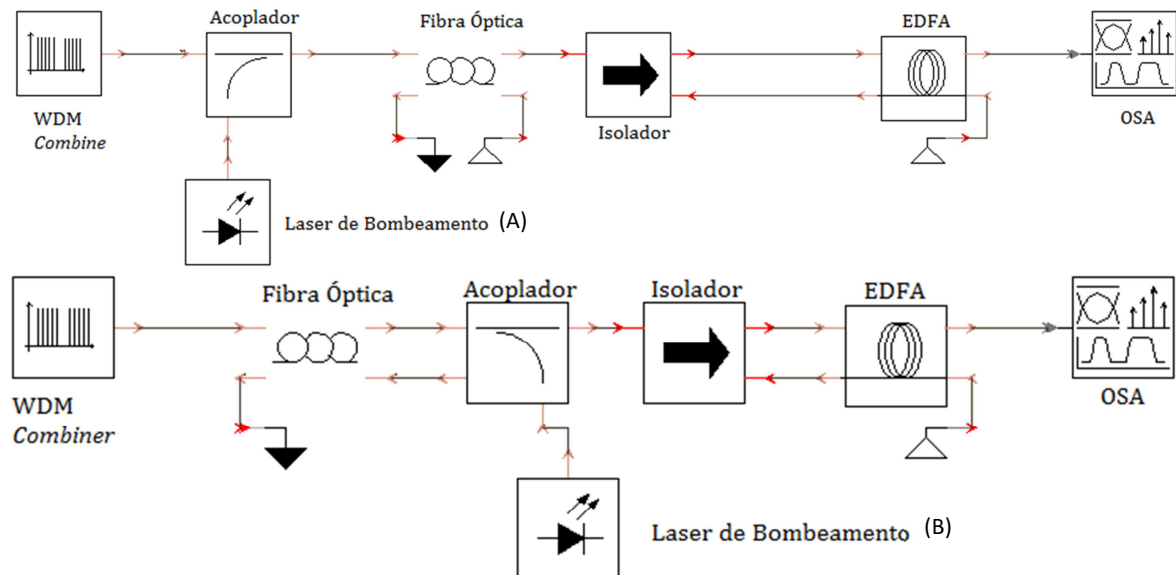 Acoplador
Fibra Óptica
EDFA
WDM
Combine
Isolador
OSA
Laser de Bombeamento (A)
Fibra Óptica
Acoplador
Isolador
EDFA
WDM
Combiner
OSA
Laser de Bombeamento (B)